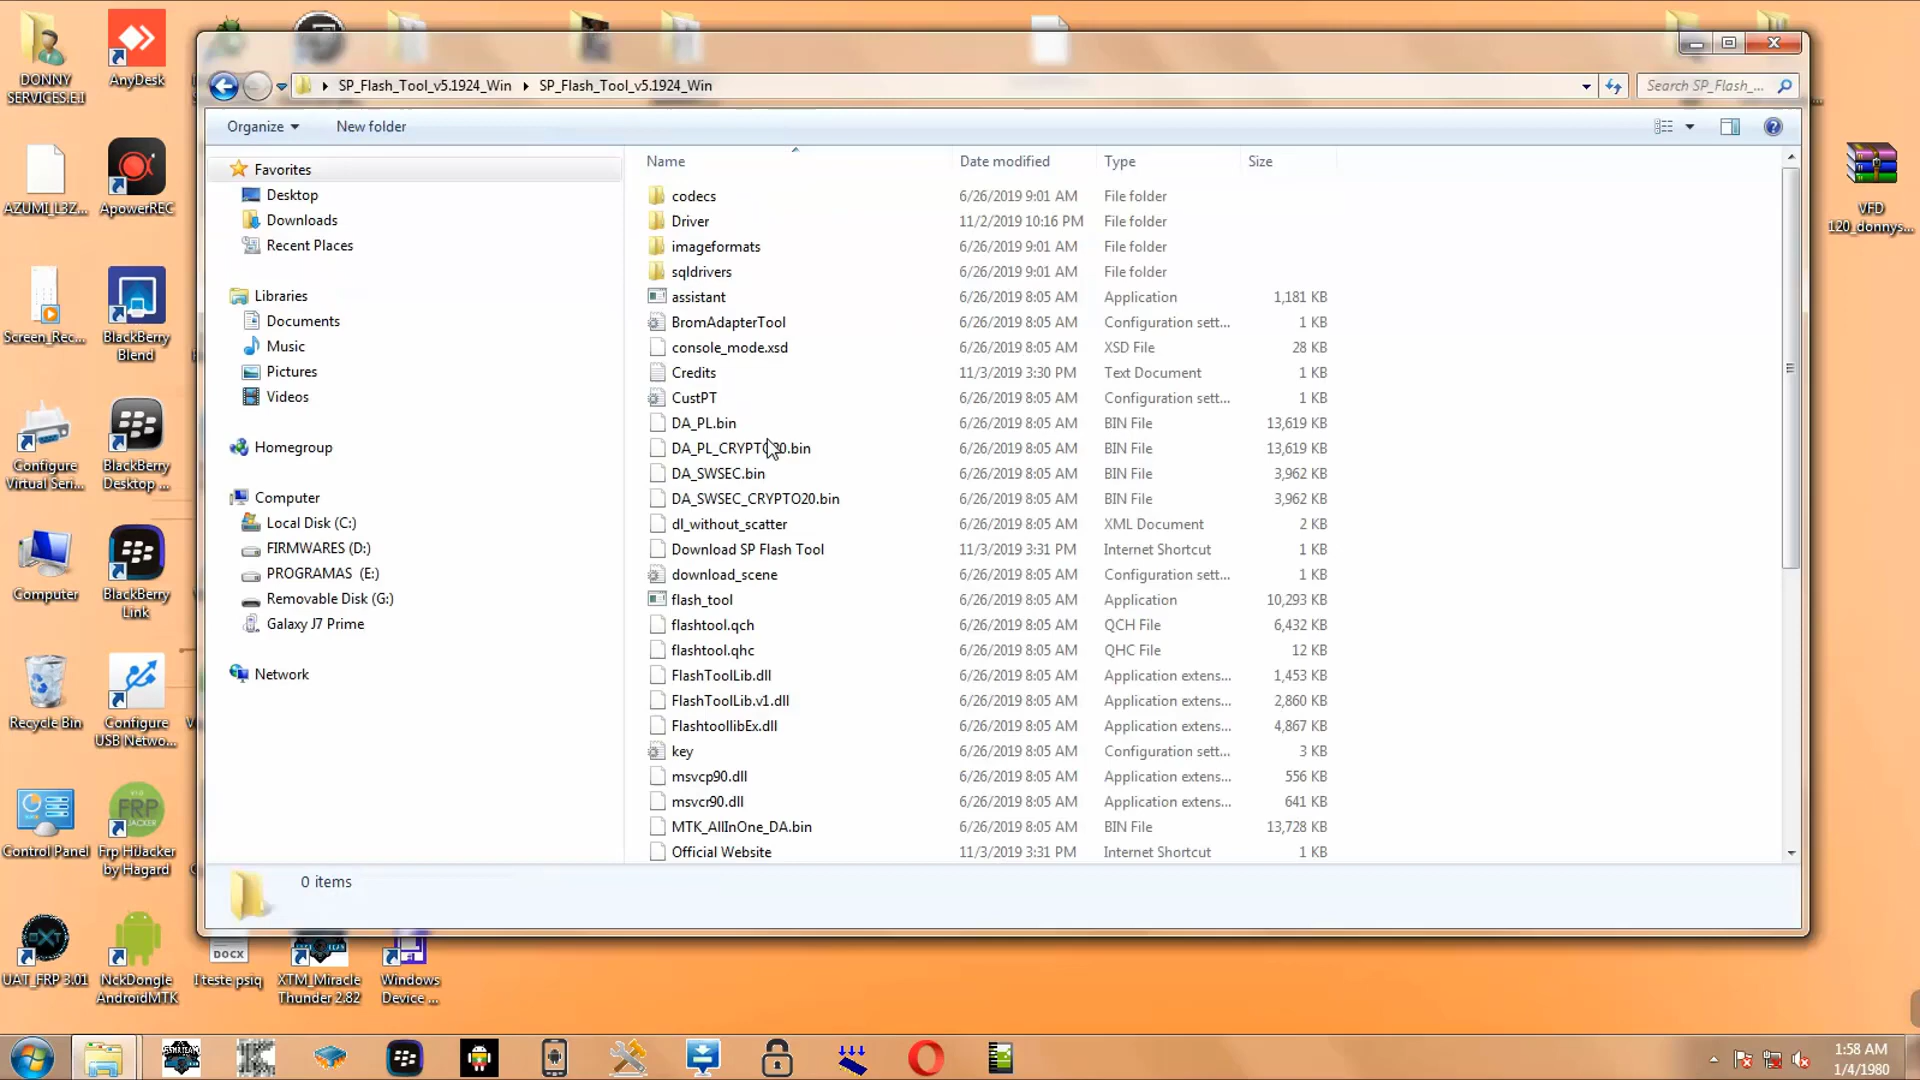 SP_Flash_Tool_v5.1924_Win
SP_Flash_Tool_v5.1924_Win
Search SP_Flash_...
Organize
New folder
Favorites
Desktop
Downloads
Recent Places
Libraries
Documents
Music
Pictures
Videos
Homegroup
Computer
Local Disk (C:)
FIRMWARES (D:)
PROGRAMAS (E:)
Removable Disk (G:)
Galaxy J7 Prime
Network
Name Date modified Type Size
codecs 6/26/2019 9:01 AM File folder
Driver 11/2/2019 10:16 PM File folder
imageformats 6/26/2019 9:01 AM File folder
sqldrivers 6/26/2019 9:01 AM File folder
assistant 6/26/2019 8:05 AM Application 1,181 KB
BromAdapterTool 6/26/2019 8:05 AM Configuration sett... 1 KB
console_mode.xsd 6/26/2019 8:05 AM XSD File 28 KB
Credits 11/3/2019 3:30 PM Text Document 1 KB
CustPT 6/26/2019 8:05 AM Configuration sett... 1 KB
DA_PL.bin 6/26/2019 8:05 AM BIN File 13,619 KB
DA_PL_CRYPTO20.bin 6/26/2019 8:05 AM BIN File 13,619 KB
DA_SWSEC.bin 6/26/2019 8:05 AM BIN File 3,962 KB
DA_SWSEC_CRYPTO20.bin 6/26/2019 8:05 AM BIN File 3,962 KB
dl_without_scatter 6/26/2019 8:05 AM XML Document 2 KB
Download SP Flash Tool 11/3/2019 3:31 PM Internet Shortcut 1 KB
download_scene 6/26/2019 8:05 AM Configuration sett... 1 KB
flash_tool 6/26/2019 8:05 AM Application 10,293 KB
flashtool.qch 6/26/2019 8:05 AM QCH File 6,432 KB
flashtool.qhc 6/26/2019 8:05 AM QHC File 12 KB
FlashToolLib.dll 6/26/2019 8:05 AM Application extens... 1,453 KB
FlashToolLib.v1.dll 6/26/2019 8:05 AM Application extens... 2,860 KB
FlashtoollibEx.dll 6/26/2019 8:05 AM Application extens... 4,867 KB
key 6/26/2019 8:05 AM Configuration sett... 3 KB
msvcp90.dll 6/26/2019 8:05 AM Application extens... 556 KB
msvcr90.dll 6/26/2019 8:05 AM Application extens... 641 KB
MTK_AllInOne_DA.bin 6/26/2019 8:05 AM BIN File 13,728 KB
Official Website 11/3/2019 3:31 PM Internet Shortcut 1 KB
0 items
DONNY
SERVICES.E.I
AnyDesk
AZUMI_L3Z...
ApowerREC
Screen_Rec...
BlackBerry
Blend
Configure
Virtual Seri...
BlackBerry
Desktop ...
Computer
BlackBerry
Link
Recycle Bin
Configure
USB Netwo...
Control Panel
FRP
HIJACKER
Frp HiJacker
by Hagard
UAT_FRP 3.01
NckDongle
AndroidMTK
DOCX
I teste psiq
XTM_Miracle
Thunder 2.82
Windows
Device ...
VFD
120_donnys...
1:58 AM
1/4/1980